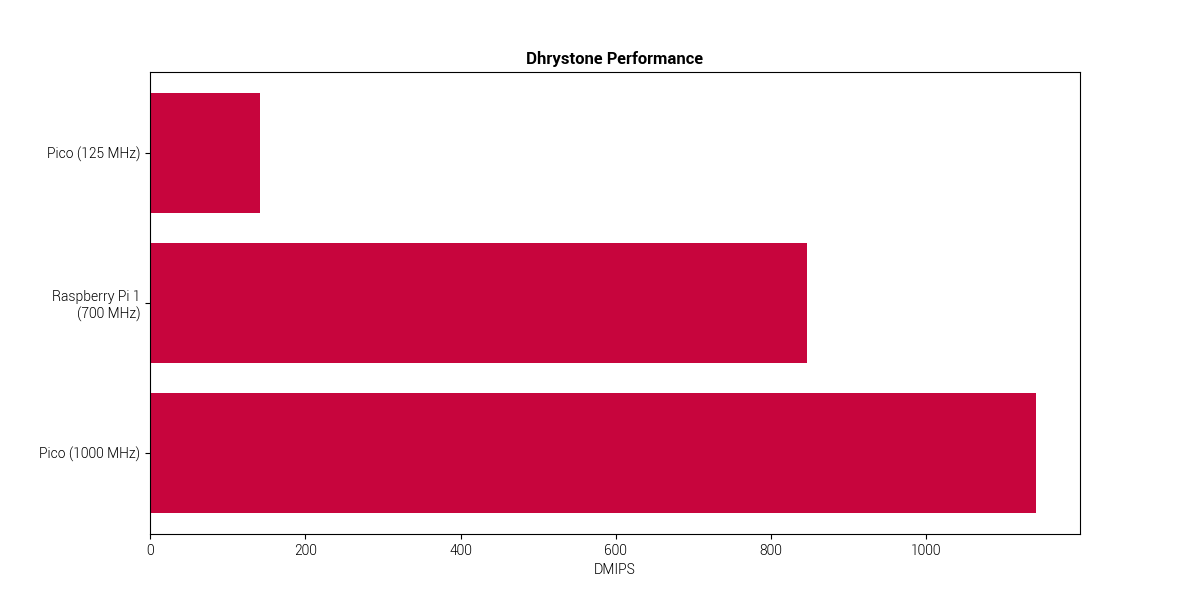 Dhrystone Performance
Pico (125 MHz)
Raspberry Pi 1
(700 MHz)
Pico (1000 MHz)
0 200 400 600 800 1000
DMIPS